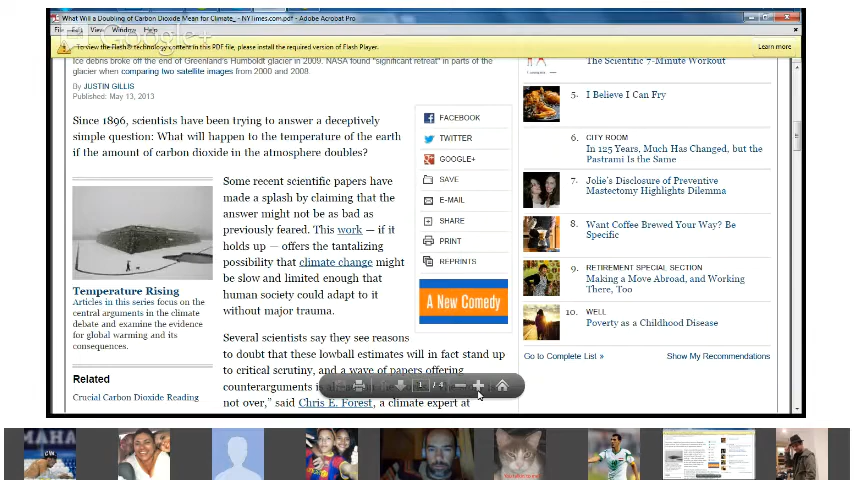 What Will a Doubling of Carbon Dioxide Mean for Climate_ - NYTimes.com.pdf - Adobe Acrobat Pro
File Edit View Window Help
Google+
To view the Flash® technology content in this PDF file, please install the required version of Flash Player.
Learn more
Ice debris broke off the end of Greenland's Humboldt glacier in 2009. NASA found "significant retreat" in parts of the
glacier when comparing two satellite images from 2000 and 2008.
By JUSTIN GILLIS
Published: May 13, 2013
Since 1896, scientists have been trying to answer a deceptively
simple question: What will happen to the temperature of the earth
if the amount of carbon dioxide in the atmosphere doubles?
Some recent scientific papers have
made a splash by claiming that the
answer might not be as bad as
previously feared. This work — if it
holds up — offers the tantalizing
possibility that climate change might
be slow and limited enough that
human society could adapt to it
without major trauma.
Several scientists say they see reasons
to doubt that these lowball estimates will in fact stand up
to critical scrutiny, and a wave of papers offering
counterarguments is
not over,” said Chris E. Forest, a climate expert at
Temperature Rising
Articles in this series focus on the
central arguments in the climate
debate and examine the evidence
for global warming and its
consequences.
Related
Crucial Carbon Dioxide Reading
FACEBOOK
TWITTER
GOOGLE+
SAVE
E-MAIL
SHARE
PRINT
REPRINTS
A New Comedy
1 / 4
The Scientific 7-Minute Workout
5. I Believe I Can Fry
6. CITY ROOM
In 125 Years, Much Has Changed, but the
Pastrami Is the Same
7. Jolie's Disclosure of Preventive
Mastectomy Highlights Dilemma
8. Want Coffee Brewed Your Way? Be
Specific
9. RETIREMENT SPECIAL SECTION
Making a Move Abroad, and Working
There, Too
10. WELL
Poverty as a Childhood Disease
Go to Complete List »
Show My Recommendations